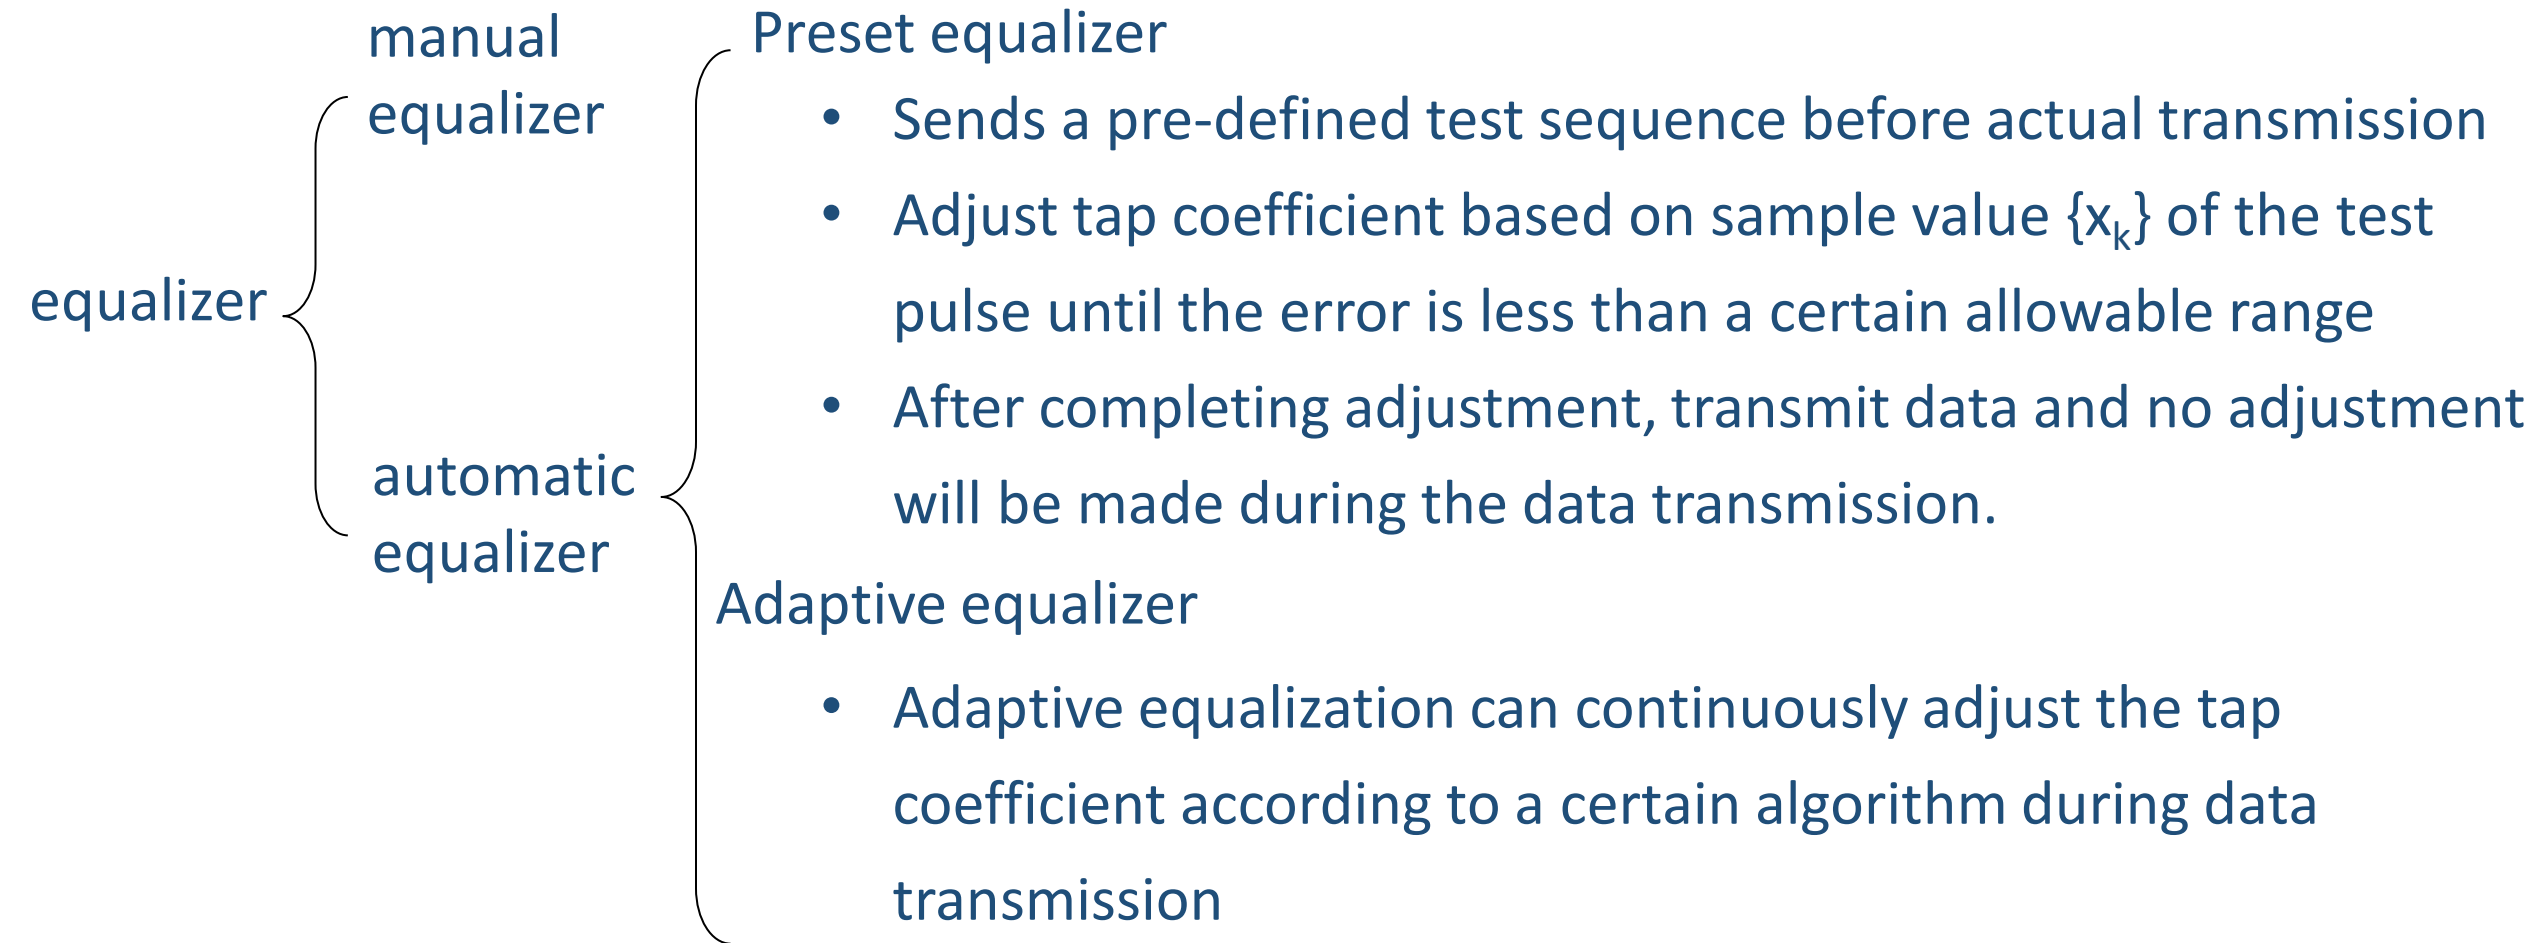 equalizer
manual
equalizer
automatic
equalizer
Preset equalizer
• Sends a pre-defined test sequence before actual transmission
• Adjust tap coefficient based on sample value {xk} of the test
pulse until the error is less than a certain allowable range
• After completing adjustment, transmit data and no adjustment
will be made during the data transmission.
Adaptive equalizer
• Adaptive equalization can continuously adjust the tap
coefficient according to a certain algorithm during data
transmission